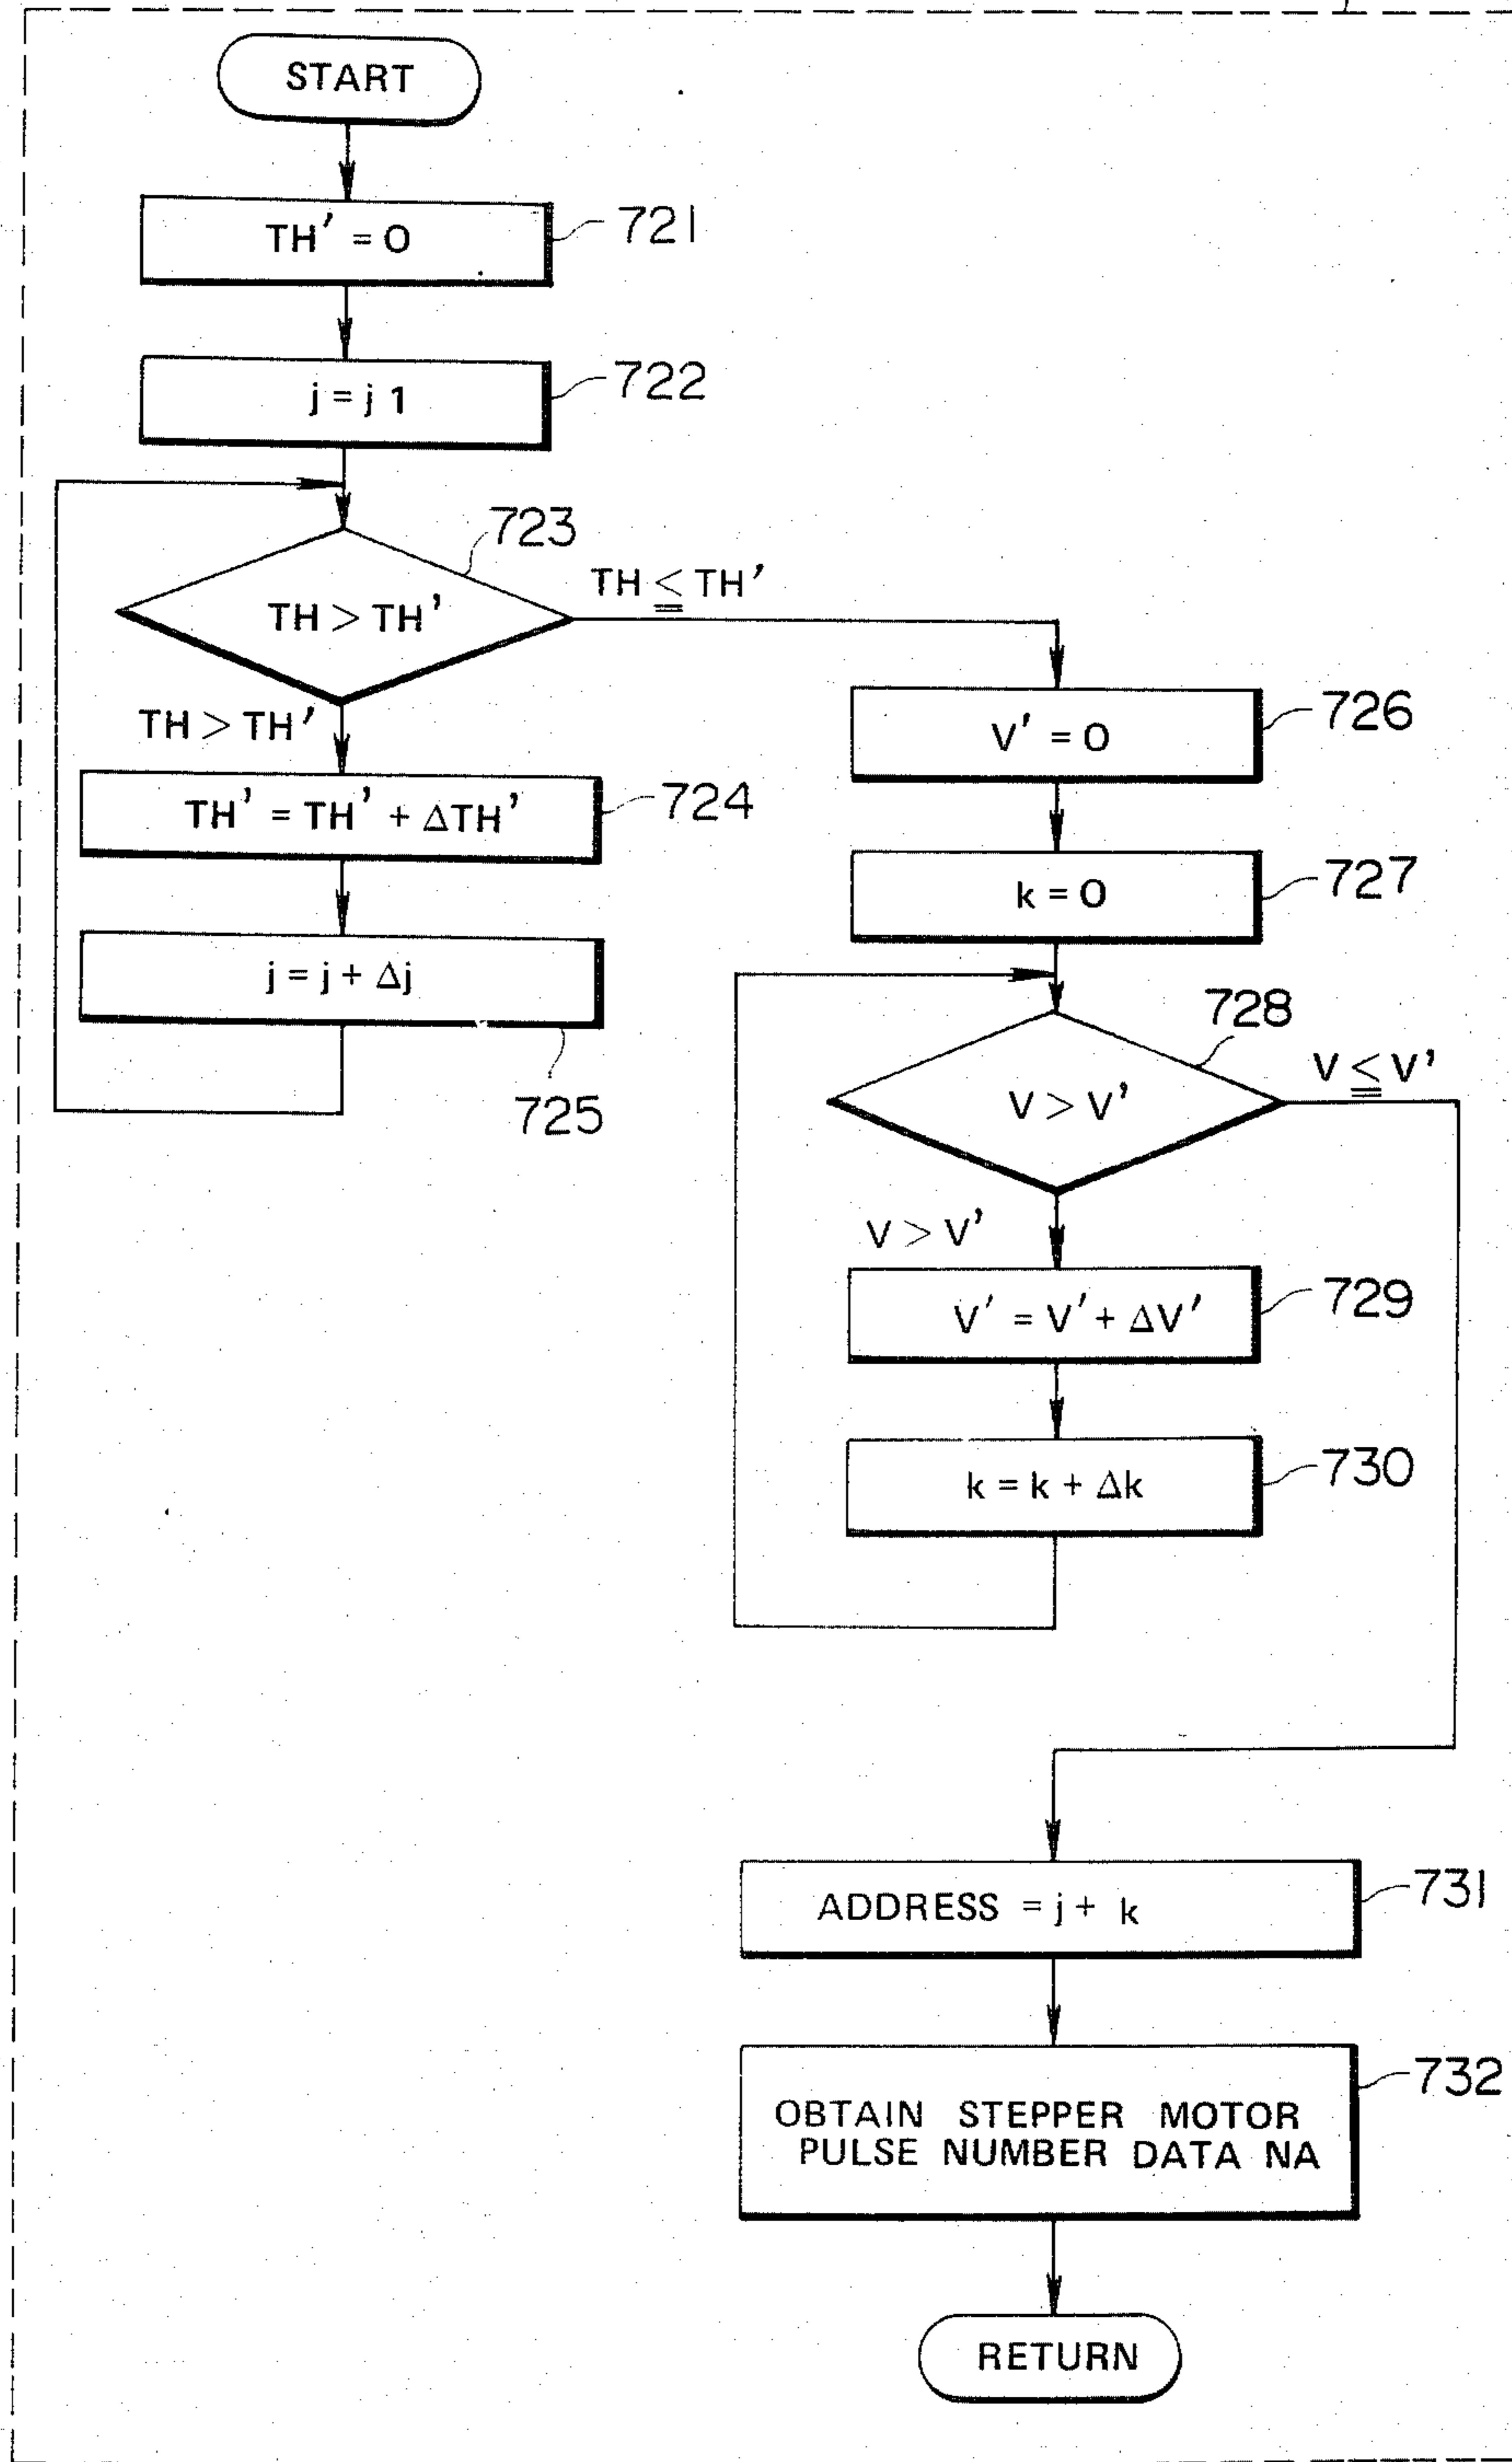 START
TH' = 0
721
j = j 1
722
723
TH > TH'
TH ≦ TH'
TH > TH'
TH' = TH' + ΔTH'
724
j = j + Δj
725
V' = 0
726
k = 0
727
728
V > V'
V ≦ V'
V > V'
V' = V' + ΔV'
729
k = k + Δk
730
ADDRESS = j + k
731
OBTAIN STEPPER MOTOR
PULSE NUMBER DATA NA
732
RETURN